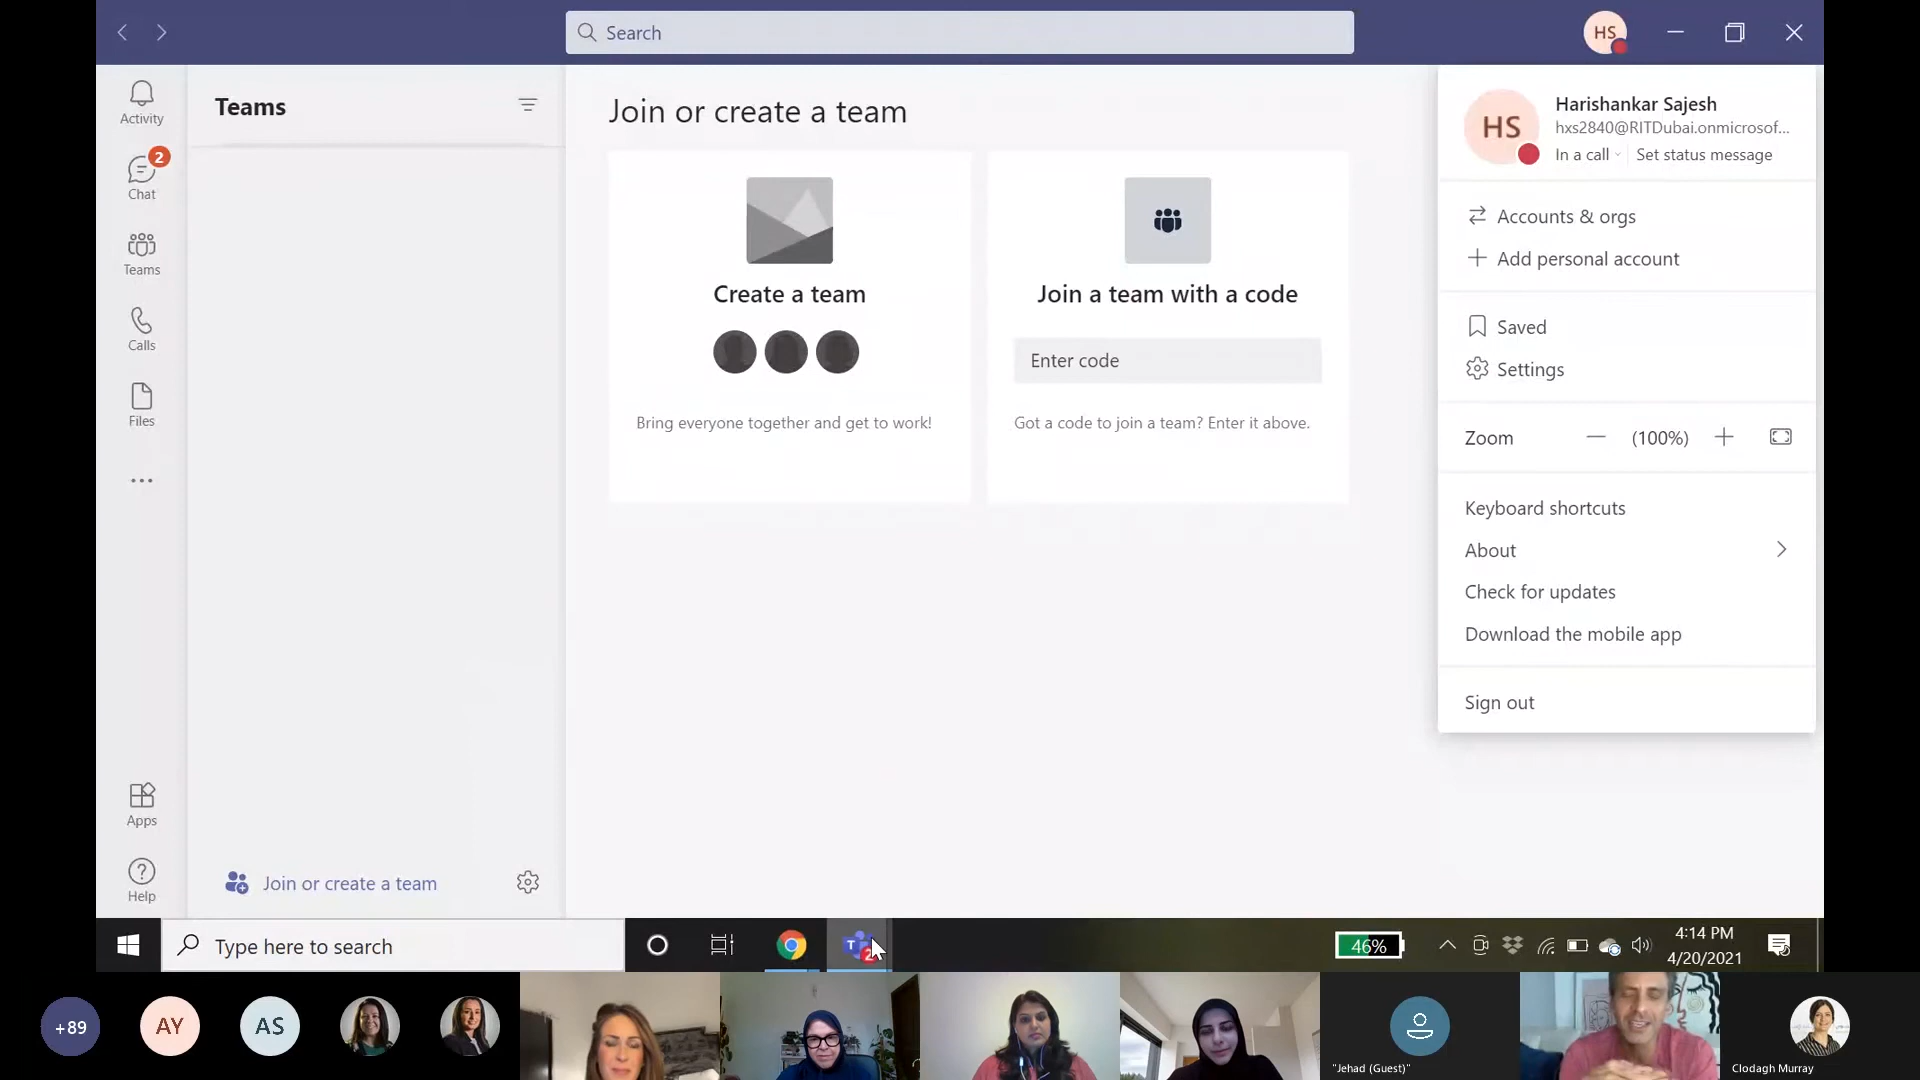 Search
HS
Activity
2
Chat
Teams
Calls
Files
Apps
Help
Teams
Join or create a team
Join or create a team
Create a team
Bring everyone together and get to work!
Join a team with a code
Enter code
Got a code to join a team? Enter it above.
HS
Harishankar Sajesh
hxs2840@RITDubai.onmicrosof...
In a call
Set status message
Accounts & orgs
Add personal account
Saved
Settings
Zoom
(100%)
Keyboard shortcuts
About
Check for updates
Download the mobile app
Sign out
Type here to search
T
2
46%
4:14 PM
4/20/2021
+89
AY
AS
"Jehad (Guest)"
Clodagh Murray